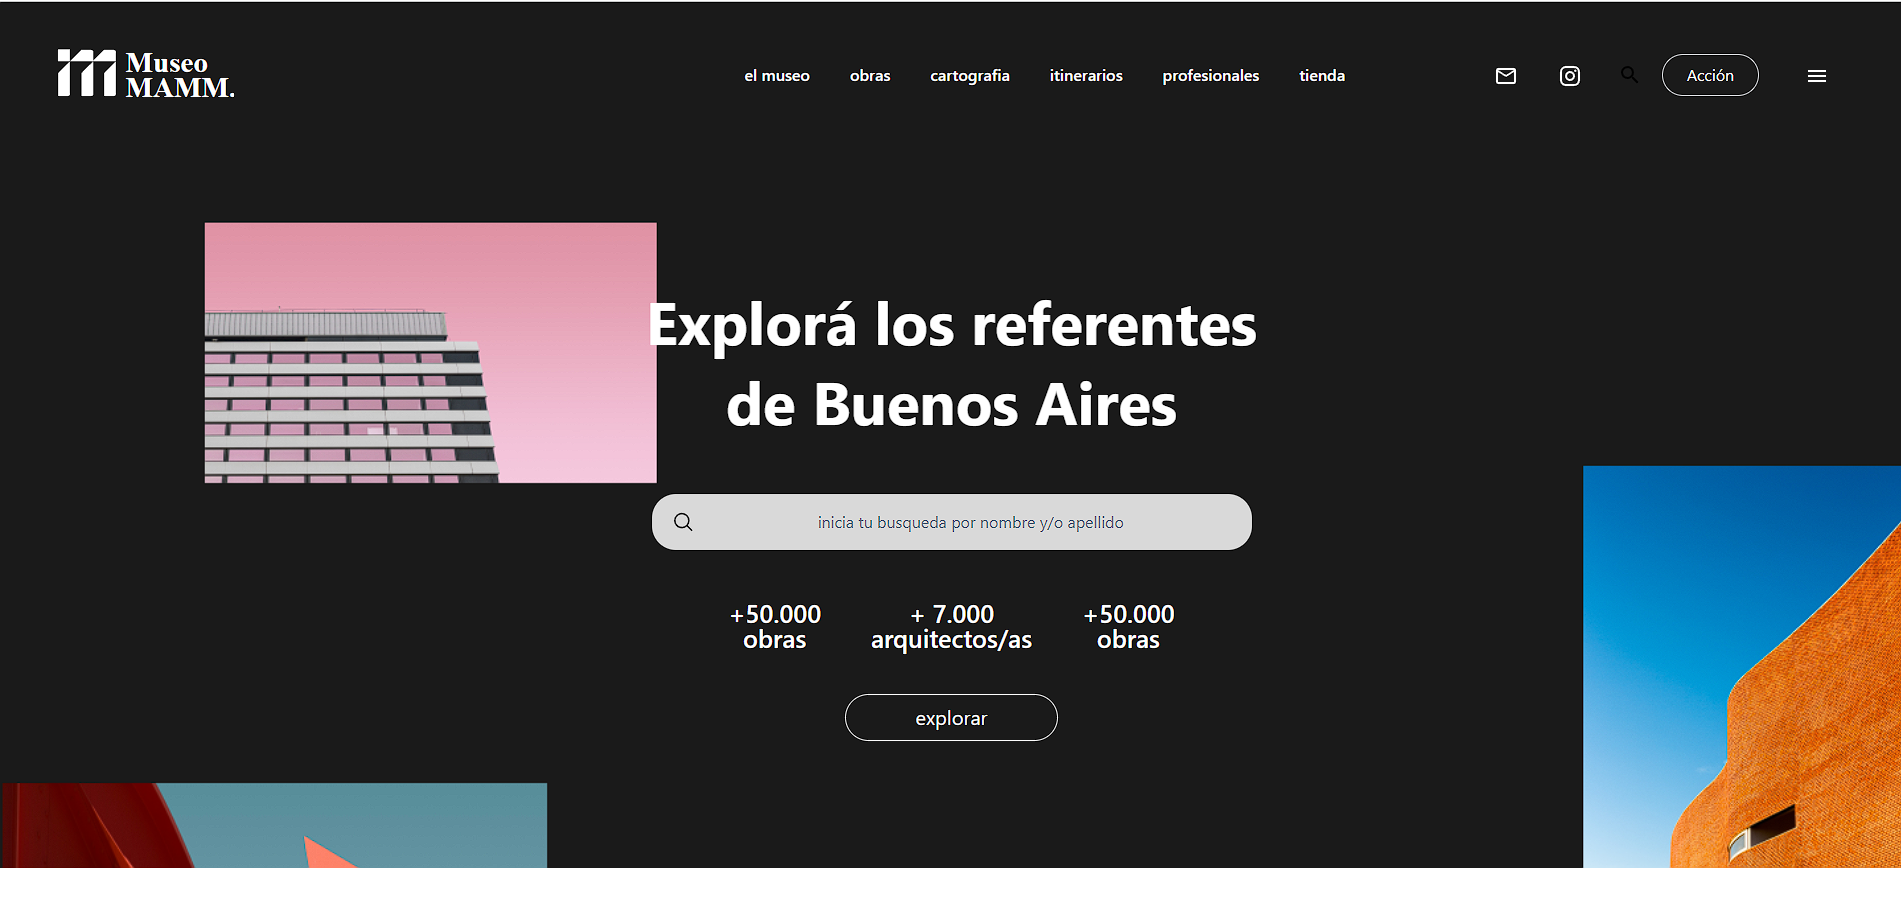 Museo
MAMM.
el museo obras cartografia itinerarios profesionales tienda Acción
Explorá los referentes
de Buenos Aires
inicia tu busqueda por nombre y/o apellido
+50.000 + 7.000 +50.000
obras arquitectos/as obras
explorar